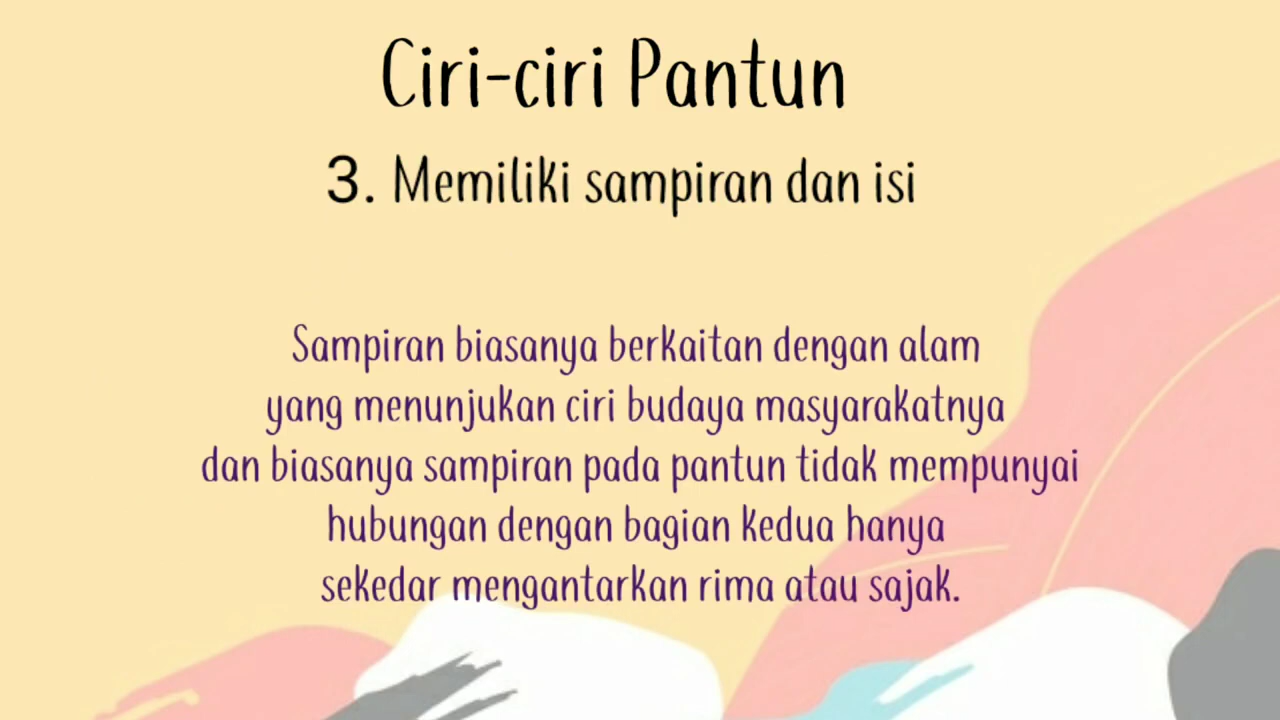 Ciri-ciri Pantun
3. Memiliki sampiran dan isi
Sampiran biasanya berkaitan dengan alam
yang menunjukan ciri budaya masyarakatnya
dan biasanya sampiran pada pantun tidak mempunyai
hubungan dengan bagian kedua hanya
sekedar mengantarkan rima atau sajak.